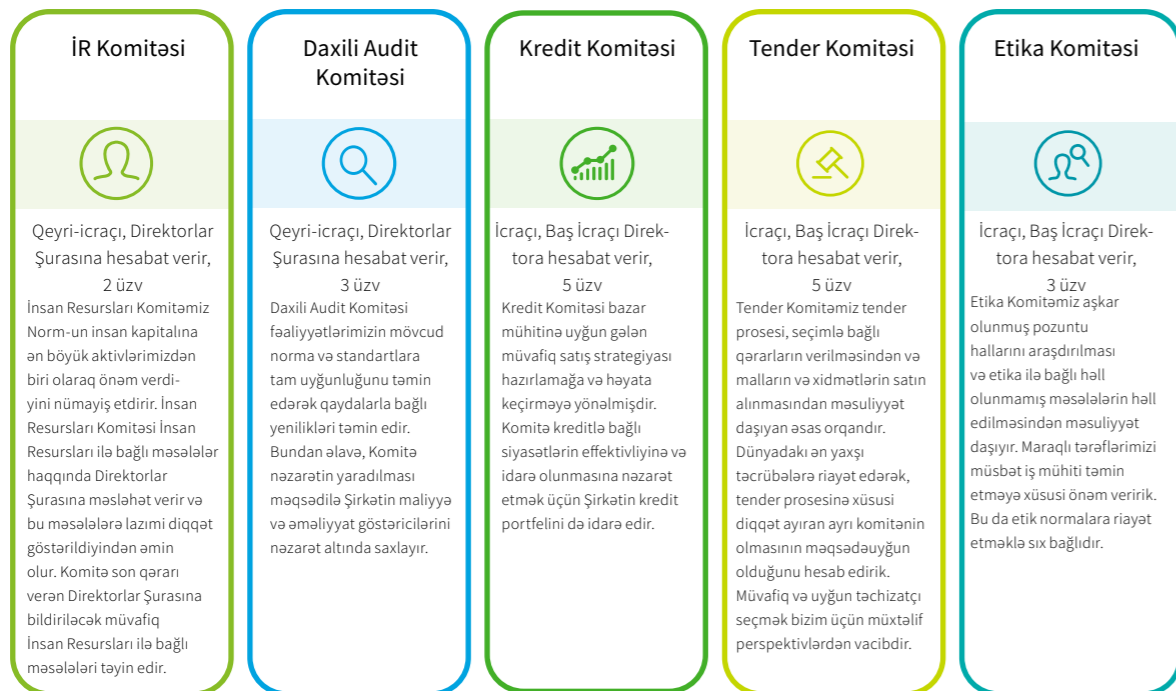 İR Komitəsi
Qeyri-icraçı, Direktorlar
Şurasına hesabat verir,
2 üzv
İnsan Resursları Komitəmiz
Norm-un insan kapitalına
ən böyük aktivlərimizdən
biri olaraq önəm verdi-
yini nümayiş etdirir. İnsan
Resursları Komitəsi İnsan
Resursları ilə bağlı məsələlər
haqqında Direktorlar
Şurasına məsləhət verir və
bu məsələlərə lazımi diqqət
göstərildiyindən əmin
olur. Komitə son qərarı
verən Direktorlar Şurasına
bildiriləcək müvafiq
İnsan Resursları ilə bağlı
məsələləri təyin edir.
Daxili Audit
Komitəsi
Qeyri-icraçı, Direktorlar
Şurasına hesabat verir,
3 üzv
Daxili Audit Komitəsi
fəaliyyətlərimizin mövcud
norma və standartlara
tam uyğunluğunu təmin
edərək qaydalarla bağlı
yenilikləri təmin edir.
Bundan əlavə, Komitə
nəzarətin yaradılması
məqsədilə Şirkətin maliyyə
və əməliyyat göstəricilərini
nəzarət altında saxlayır.
Kredit Komitəsi
İcraçı, Baş İcraçı Direk-
tora hesabat verir,
5 üzv
Kredit Komitəsi bazar
mühitinə uyğun gələn
müvafiq satış strategiyası
hazırlamağa və həyata
keçirməyə yönəlmişdir.
Komitə kreditlə bağlı
siyasətlərin effektivliyinə və
idarə olunmasına nəzarət
etmək üçün Şirkətin kredit
portfelini də idarə edir.
Tender Komitəsi
İcraçı, Baş İcraçı Direk-
tora hesabat verir,
5 üzv
Tender Komitəmiz tender
prosesi, seçimlə bağlı
qərarların verilməsindən və
malların və xidmətlərin satın
alınmasından məsuliyyət
daşıyan əsas orqandır.
Dünyadakı ən yaxşı
təcrübələrə riayət edərək,
tender prosesinə xüsusi
diqqət ayıran ayrı komitənin
olmasının məqsədəuyğun
olduğunu hesab edirik.
Müvafiq və uyğun təchizatçı
seçmək bizim üçün müxtəlif
perspektivlərdən vacibdir.
Etika Komitəsi
İcraçı, Baş İcraçı Direk-
tora hesabat verir,
3 üzv
Etika Komitəmiz aşkar
olunmuş pozuntu
hallarını araşdırılması
və etika ilə bağlı həll
olunmamış məsələlərin həll
edilməsindən məsuliyyət
daşıyır. Maraqlı tərəflərimizi
müsbət iş mühiti təmin
etməyə xüsusi önəm veririk.
Bu da etik normalara riayət
etməklə sıx bağlıdır.